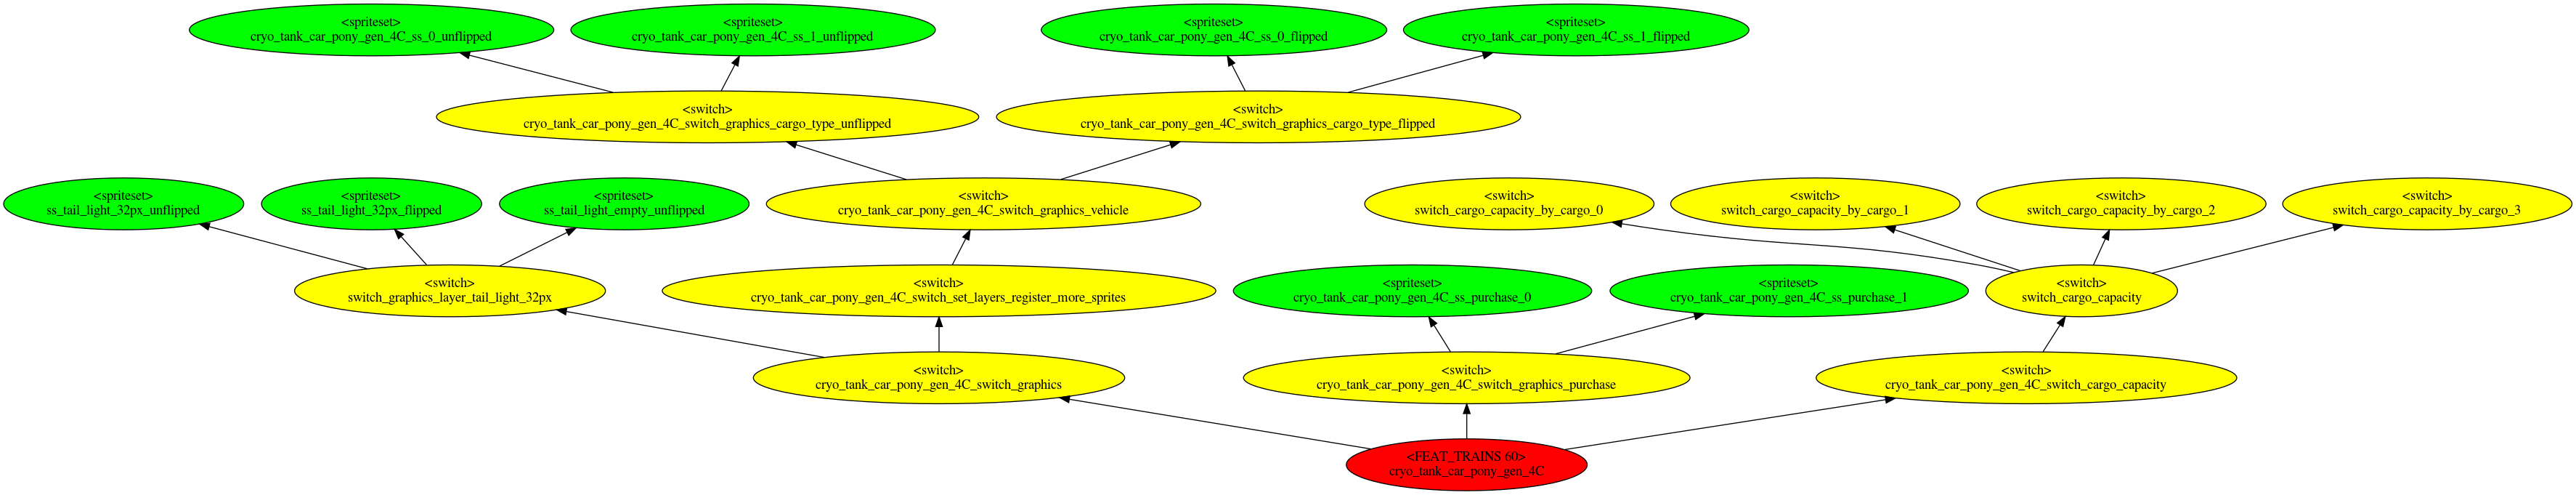 <spriteset>
cryo_tank_car_pony_gen_4C_ss_0_unflipped
<spriteset>
cryo_tank_car_pony_gen_4C_ss_1_unflipped
<spriteset>
cryo_tank_car_pony_gen_4C_ss_0_flipped
<spriteset>
cryo_tank_car_pony_gen_4C_ss_1_flipped
<switch>
cryo_tank_car_pony_gen_4C_switch_graphics_cargo_type_unflipped
<switch>
cryo_tank_car_pony_gen_4C_switch_graphics_cargo_type_flipped
<spriteset>
ss_tail_light_32px_unflipped
<spriteset>
ss_tail_light_32px_flipped
<spriteset>
ss_tail_light_empty_unflipped
<switch>
cryo_tank_car_pony_gen_4C_switch_graphics_vehicle
<switch>
switch_cargo_capacity_by_cargo_0
<switch>
switch_cargo_capacity_by_cargo_1
<switch>
switch_cargo_capacity_by_cargo_2
<switch>
switch_cargo_capacity_by_cargo_3
<switch>
switch_graphics_layer_tail_light_32px
<switch>
cryo_tank_car_pony_gen_4C_switch_set_layers_register_more_sprites
<spriteset>
cryo_tank_car_pony_gen_4C_ss_purchase_0
<spriteset>
cryo_tank_car_pony_gen_4C_ss_purchase_1
<switch>
switch_cargo_capacity
<switch>
cryo_tank_car_pony_gen_4C_switch_graphics
<switch>
cryo_tank_car_pony_gen_4C_switch_graphics_purchase
<switch>
cryo_tank_car_pony_gen_4C_switch_cargo_capacity
<FEAT_TRAINS 60>
cryo_tank_car_pony_gen_4C